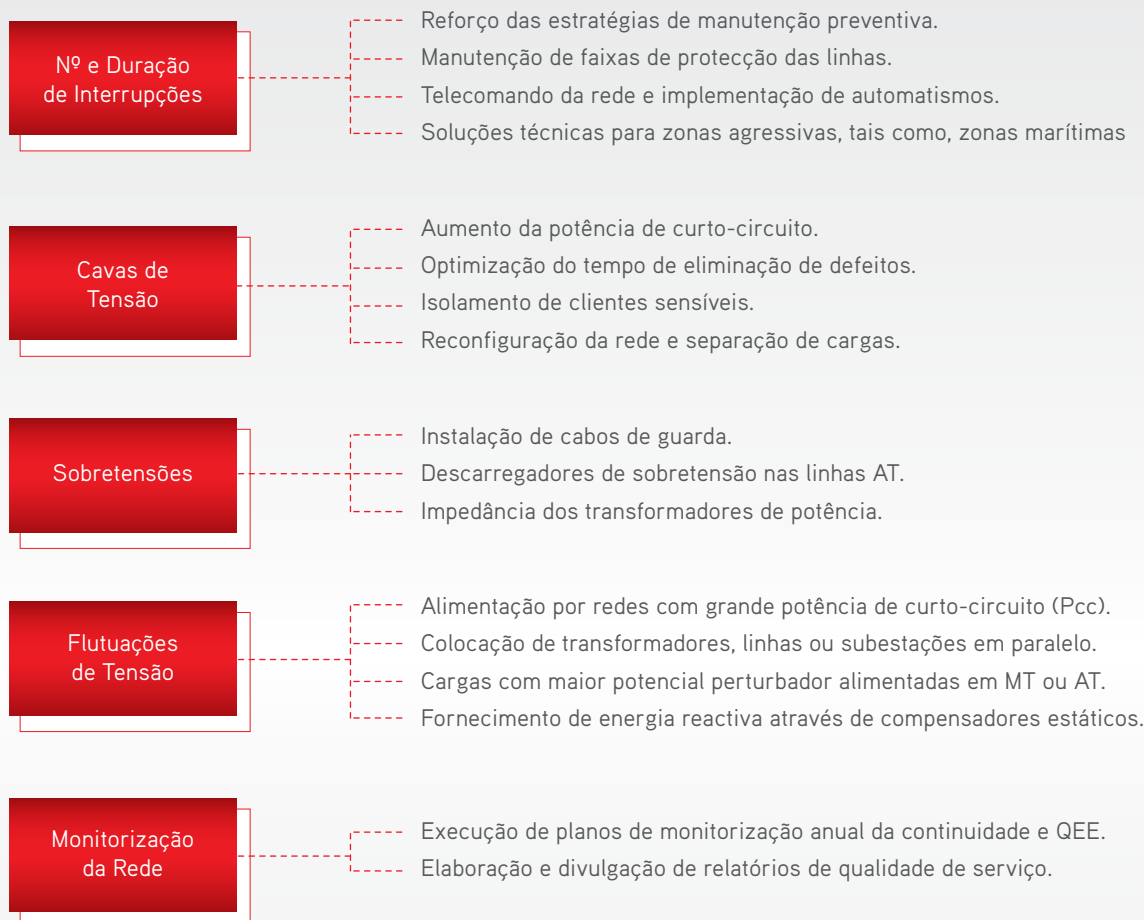 Nº e Duração
de Interrupções
Reforço das estratégias de manutenção preventiva.
Manutenção de faixas de protecção das linhas.
Telecomando da rede e implementação de automatismos.
Soluções técnicas para zonas agressivas, tais como, zonas marítimas
Cavas de
Tensão
Aumento da potência de curto-circuito.
Optimização do tempo de eliminação de defeitos.
Isolamento de clientes sensíveis.
Reconfiguração da rede e separação de cargas.
Sobretensões
Instalação de cabos de guarda.
Descarregadores de sobretensão nas linhas AT.
Impedância dos transformadores de potência.
Flutuações
de Tensão
Alimentação por redes com grande potência de curto-circuito (Pcc).
Colocação de transformadores, linhas ou subestações em paralelo.
Cargas com maior potencial perturbador alimentadas em MT ou AT.
Fornecimento de energia reactiva através de compensadores estáticos.
Monitorização
da Rede
Execução de planos de monitorização anual da continuidade e QEE.
Elaboração e divulgação de relatórios de qualidade de serviço.